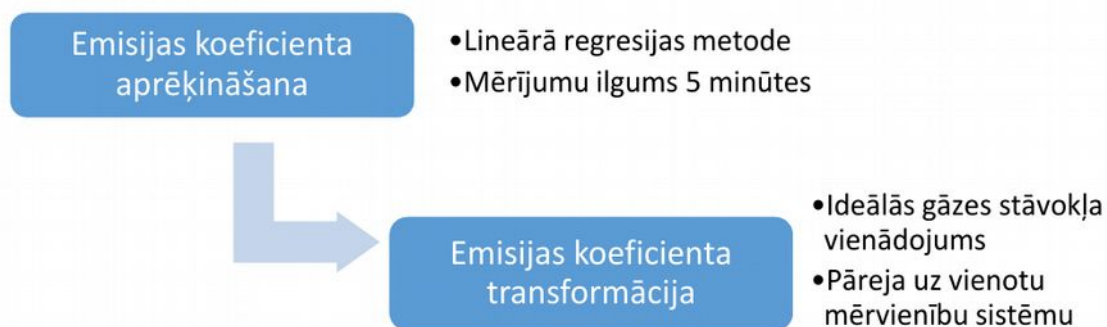 Emisijas koeficienta
aprēķināšana
•Lineārā regresijas metode
•Mērījumu ilgums 5 minūtes
Emisijas koeficienta
transformācija
•Ideālās gāzes stāvokļa
vienādojums
•Pāreja uz vienotu
mērvienību sistēmu